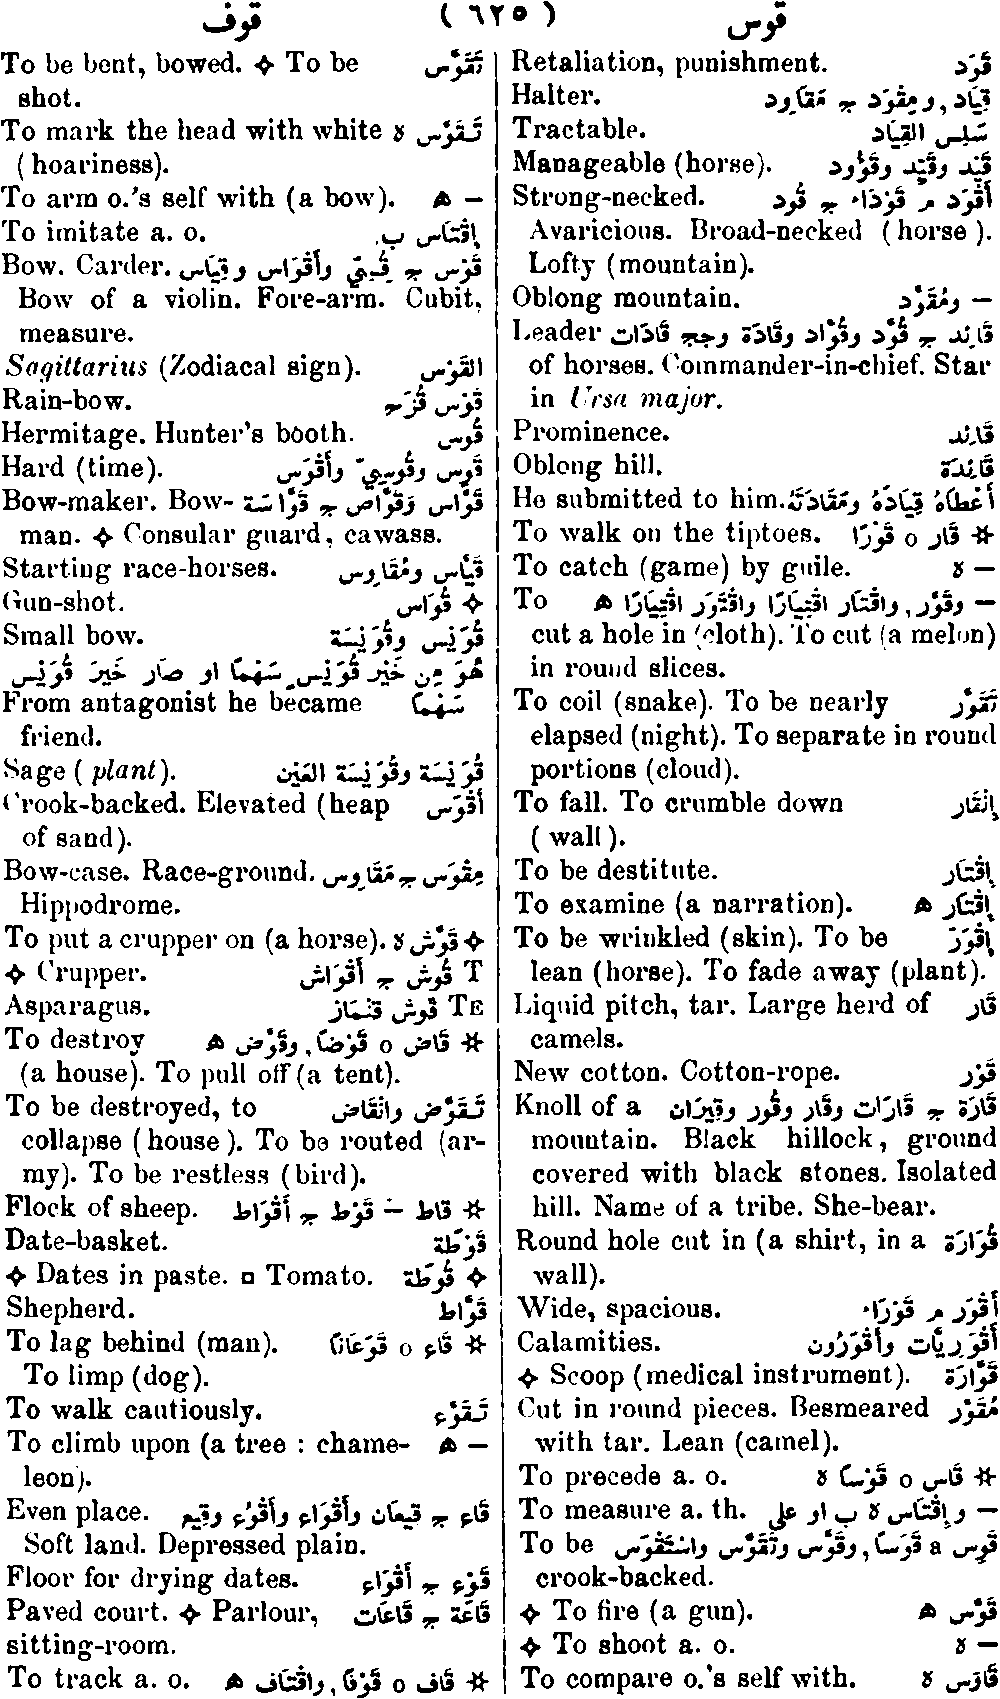 قوس ( ٦٢٥ ) قوف
Retaliation, punishment. قَوَد
Halter. قِيَاد, ومِقْوَد ج مَقَاوِد
Tractable. سَلِس القِيَاد
Manageable (horse). قَيْد وقَيِّد وقَؤُود
Strong-necked. أَقْوَد م قَوْدَاء ج قُود
Avaricious. Broad-necked (horse).
Lofty (mountain).
Oblong mountain. — ومُقَوَّد
Leader قَائِد ج قُوَّد وقُوَّاد وقَادَة وجج قَادَات
of horses. Commander-in-chief. Star
in Ursa major.
Prominence. قَائِد
Oblong hill. قَائِدَة
He submitted to him. أَعْطَاهُ قِيَادَهُ ومَقَادَتَهُ
To walk on the tiptoes. ✲ قَار o قَوْرًا
To catch (game) by guile. — ة
To — وقَوَّر, واقْتَار اقْتِيَارًا واقْتَوَر اقْتِيَارًا ه
cut a hole in (cloth). To cut (a melon)
in round slices.
To coil (snake). To be nearly تَقَوَّر
elapsed (night). To separate in round
portions (cloud).
To fall. To crumble down إِنْقَار
(wall).
To be destitute. إِقْتَار
To examine (a narration). إِقْتَار ه
To be wrinkled (skin). To be إِقْوَرّ
lean (horse). To fade away (plant).
Liquid pitch, tar. Large herd of قَار
camels.
New cotton. Cotton-rope. قَوْر
Knoll of a قَارَة ج قَارَات وقَار وقُور وقِيرَان
mountain. Black hillock, ground
covered with black stones. Isolated
hill. Name of a tribe. She-bear.
Round hole cut in (a shirt, in a قُوَارَة
wall).
Wide, spacious. أَقْوَر م قَوْرَاء
Calamities. أَقْوَرِيَّات وأَقْوَرُون
✧ Scoop (medical instrument). قَوَّارَة
Cut in round pieces. Besmeared مُقَوَّر
with tar. Lean (camel).
To precede a. o. ✲ قَاس o قَوْسًا ة
To measure a. th. — وإِقْتَاس ة ب او على
To be قَوِس a قَوَسًا, وقَوَّس وتَقَوَّس واسْتَقْوَس
crook-backed.
✧ To fire (a gun). قَوَّس ه
✧ To shoot a. o. — ة
To compare o.'s self with. قَاوَس ة
To be bent, bowed. ✧ To be تَقَوَّس
shot.
To mark the head with white تَقَوَّس ة
(hoariness).
To arm o.'s self with (a bow). — ه
To imitate a. o. إِقْتَاس ب
Bow. Carder. قَوْس ج قِسِيّ وأَقْوَاس وقِيَاس
Bow of a violin. Fore-arm. Cubit,
measure.
Sagittarius (Zodiacal sign). القَوْس
Rain-bow. قَوْس قُزَح
Hermitage. Hunter's booth. قُوس
Hard (time). قَوِس وقُوسِيّ وأَقْوَس
Bow-maker. Bow- قَوَّاس وقَوَّاص ج قَوَّاسَة
man. ✧ Consular guard, cawass.
Starting race-horses. قَيَّاس ومُقَاوِس
Gun-shot. ✧ قُوَاس
Small bow. قُوَيْس وقُوَيْسَة
هُوَ مِن خَيْر قُوَيْس سَهْمًا او صَار خَيْرَ قُوَيْس
From antagonist he became سَهْمًا
friend.
Sage (plant). قُوَيْسَة وقُوَيْسَة العَيْن
Crook-backed. Elevated (heap أَقْوَس
of sand).
Bow-case. Race-ground. مِقْوَس ج مَقَاوِس
Hippodrome.
To put a crupper on (a horse). ✧ قَوَّش ة
✧ Crupper. T قُوش ج أَقْوَاش
Asparagus. TE قُوش قُنْمَاز
To destroy ✲ قَاض o قَوْضًا, وقَوَّض ه
(a house). To pull off (a tent).
To be destroyed, to تَقَوَّض وانْقَاض
collapse (house). To be routed (ar-
my). To be restless (bird).
Flock of sheep. ✲ قَاط – قَوْط ج أَقْوَاط
Date-basket. قَوْطَة
✧ Dates in paste. ▫ Tomato. ✧ قُوطَة
Shepherd. قَوَّاط
To lag behind (man). ✲ قَاع o قَوَعَانًا
To limp (dog).
To walk cautiously. تَقَوَّع
To climb upon (a tree : chame- — ه
leon).
Even place. قَاع ج قِيعَان وأَقْوَاع وأَقْوُع وقِيع
Soft land. Depressed plain.
Floor for drying dates. قَوْع ج أَقْوَاع
Paved court. ✧ Parlour, قَاعَة ج قَاعَات
sitting-room.
To track a. o. ✲ قَاف o قَوْفًا, واقْتَاف ه